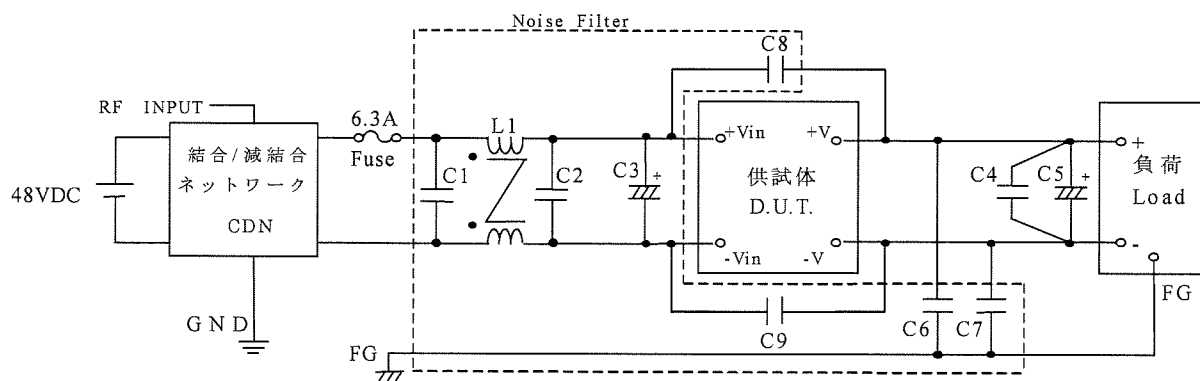 Noise Filter
C8
RF INPUT
6.3A
Fuse
L1
+Vin
+V
+
結合/減結合
ネットワーク
CDN
C1
C2
C3
+
供試体
D.U.T.
C4
C5
+
負荷
Load
48VDC
-Vin
-V
-
FG
GND
C9
C6
C7
FG